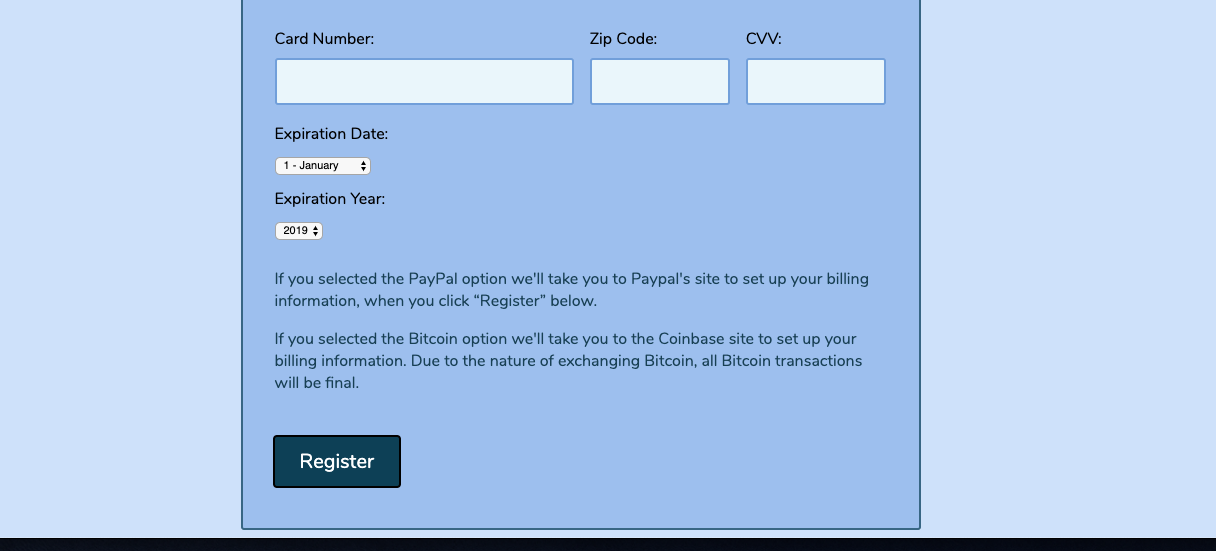 Card Number: Zip Code: CVV:
Expiration Date:
1 - January
Expiration Year:
2019
If you selected the PayPal option we'll take you to Paypal's site to set up your billing
information, when you click “Register” below.
If you selected the Bitcoin option we'll take you to the Coinbase site to set up your
billing information. Due to the nature of exchanging Bitcoin, all Bitcoin transactions
will be final.
Register